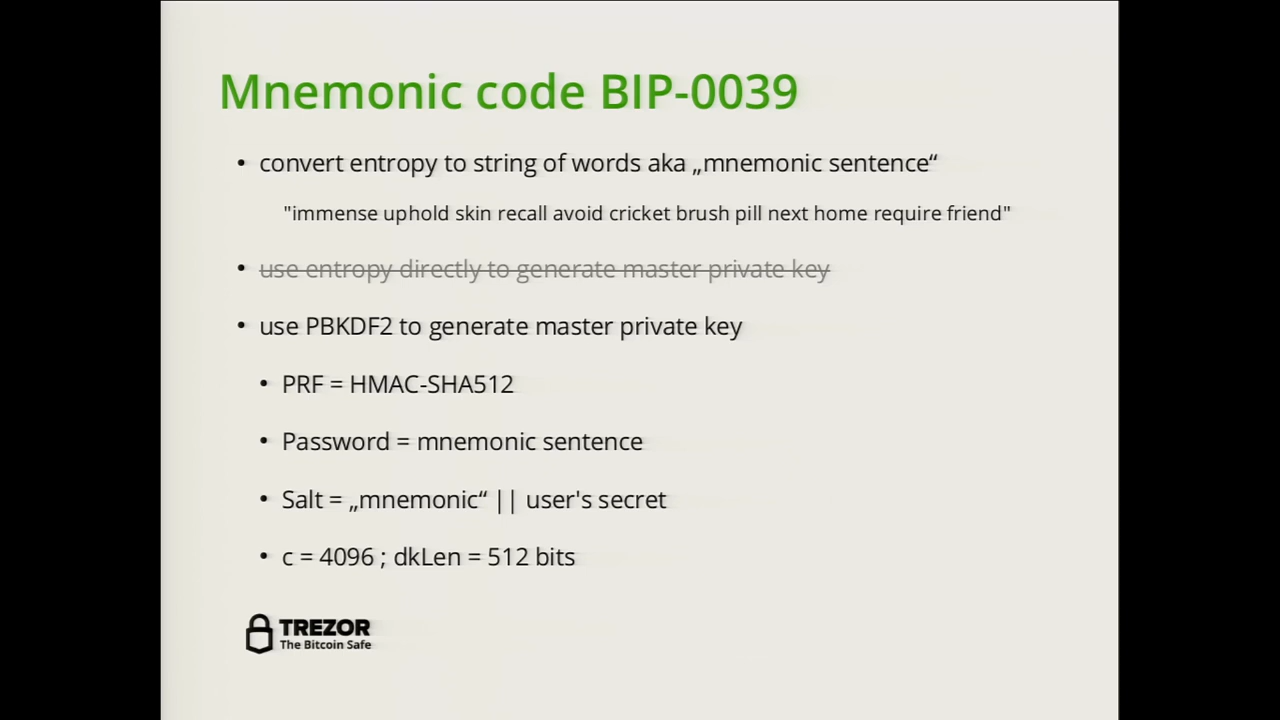 Mnemonic code BIP-0039
• convert entropy to string of words aka „mnemonic sentence“
"immense uphold skin recall avoid cricket brush pill next home require friend"
• use entropy directly to generate master private key
• use PBKDF2 to generate master private key
• PRF = HMAC-SHA512
• Password = mnemonic sentence
• Salt = „mnemonic“ || user's secret
• c = 4096 ; dkLen = 512 bits
TREZOR
The Bitcoin Safe